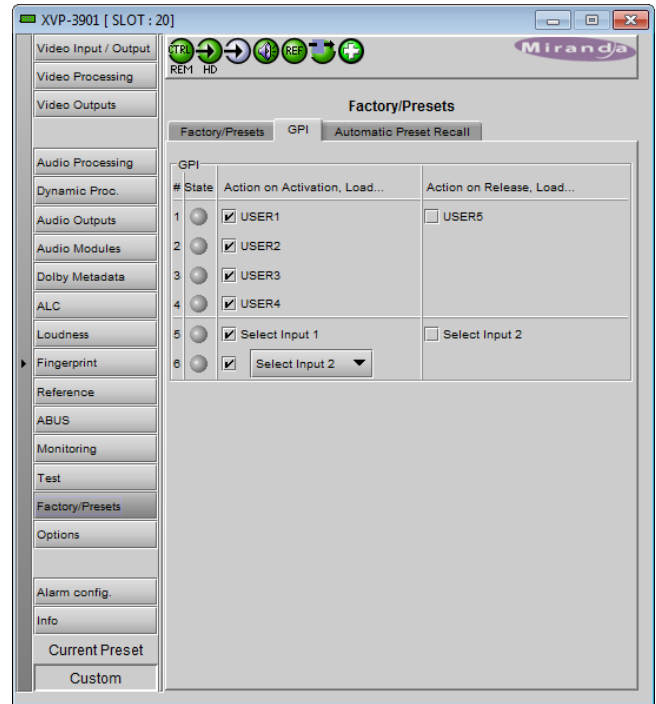 XVP-3901 [ SLOT : 20]
CTRL REF
REM HD
Miranda
Video Input / Output
Video Processing
Video Outputs
Audio Processing
Dynamic Proc.
Audio Outputs
Audio Modules
Dolby Metadata
ALC
Loudness
Fingerprint
Reference
ABUS
Monitoring
Test
Factory/Presets
Options
Alarm config.
Info
Current Preset
Custom
Factory/Presets
Factory/Presets GPI Automatic Preset Recall
GPI
# State Action on Activation, Load... Action on Release, Load...
1 USER1 USER5
2 USER2
3 USER3
4 USER4
5 Select Input 1 Select Input 2
6 Select Input 2